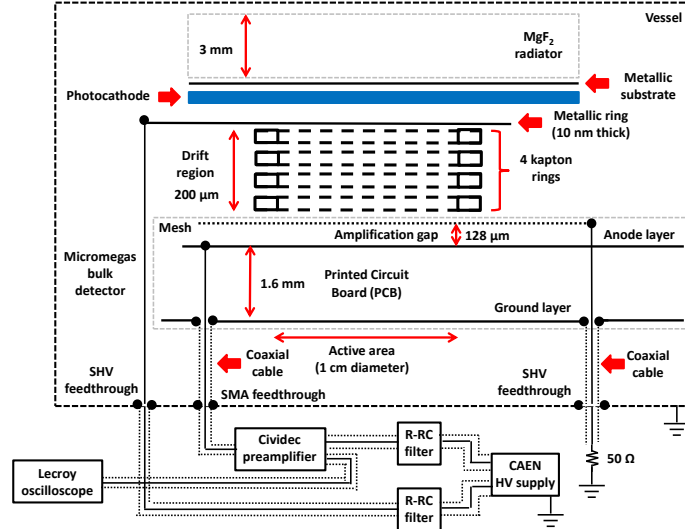 Vessel
3 mm
MgF2
radiator
Photocathode
Metallic
substrate
Metallic ring
(10 nm thick)
Drift
region
200 μm
4 kapton
rings
Mesh
Amplification gap
128 μm
Anode layer
Micromegas
bulk
detector
1.6 mm
Printed Circuit
Board (PCB)
Ground layer
Coaxial
cable
Active area
(1 cm diameter)
Coaxial
cable
SHV
feedthrough
SMA feedthrough
SHV
feedthrough
Cividec
preamplifier
R-RC
filter
Lecroy
oscilloscope
CAEN
HV supply
50 Ω
R-RC
filter